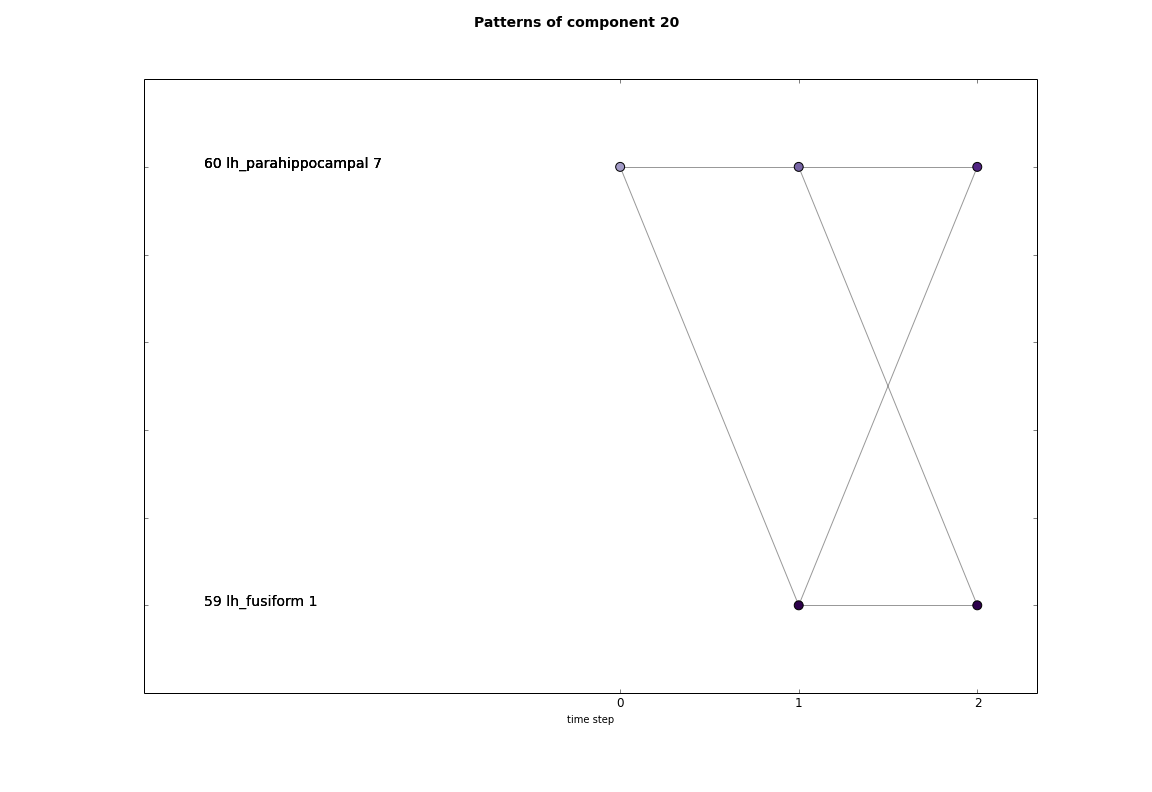 Patterns of component 20
60 lh_parahippocampal 7
59 lh_fusiform 1
0 1 2
time step